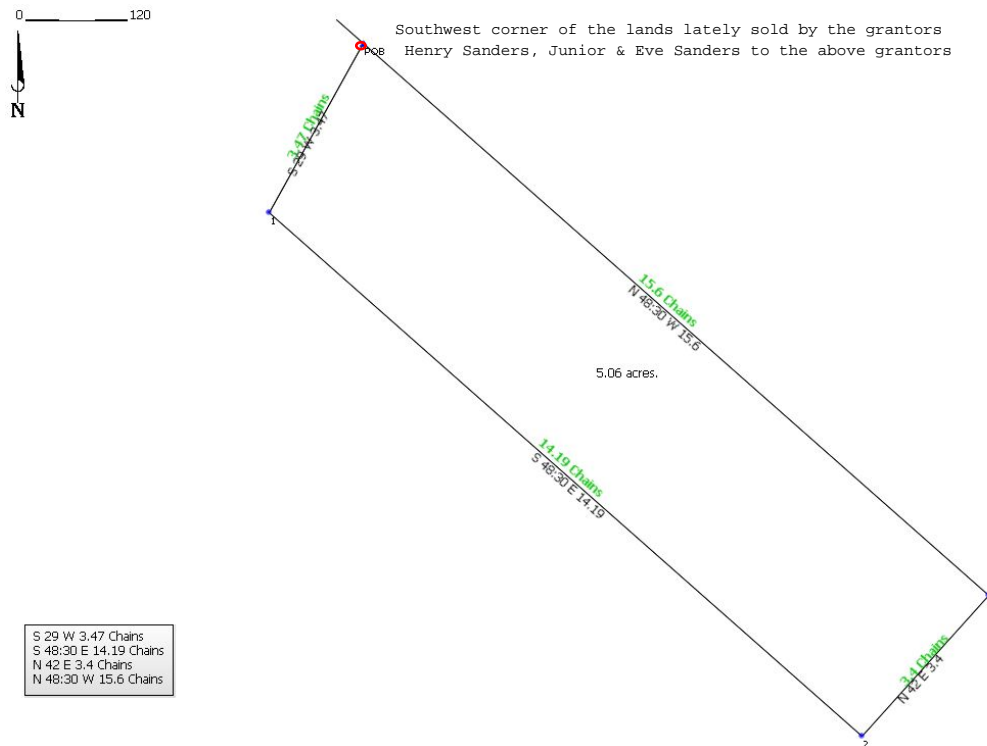 0 120
Southwest corner of the lands lately sold by the grantors
Henry Sanders, Junior & Eve Sanders to the above grantors
POB
N
3.47 Chains
S 29 W 3.47
1
15.6 Chains
N 48:30 W 15.6
5.06 acres.
14.19 Chains
S 48:30 E 14.19
3.4 Chains
N 42 E 3.4
2
S 29 W 3.47 Chains
S 48:30 E 14.19 Chains
N 42 E 3.4 Chains
N 48:30 W 15.6 Chains